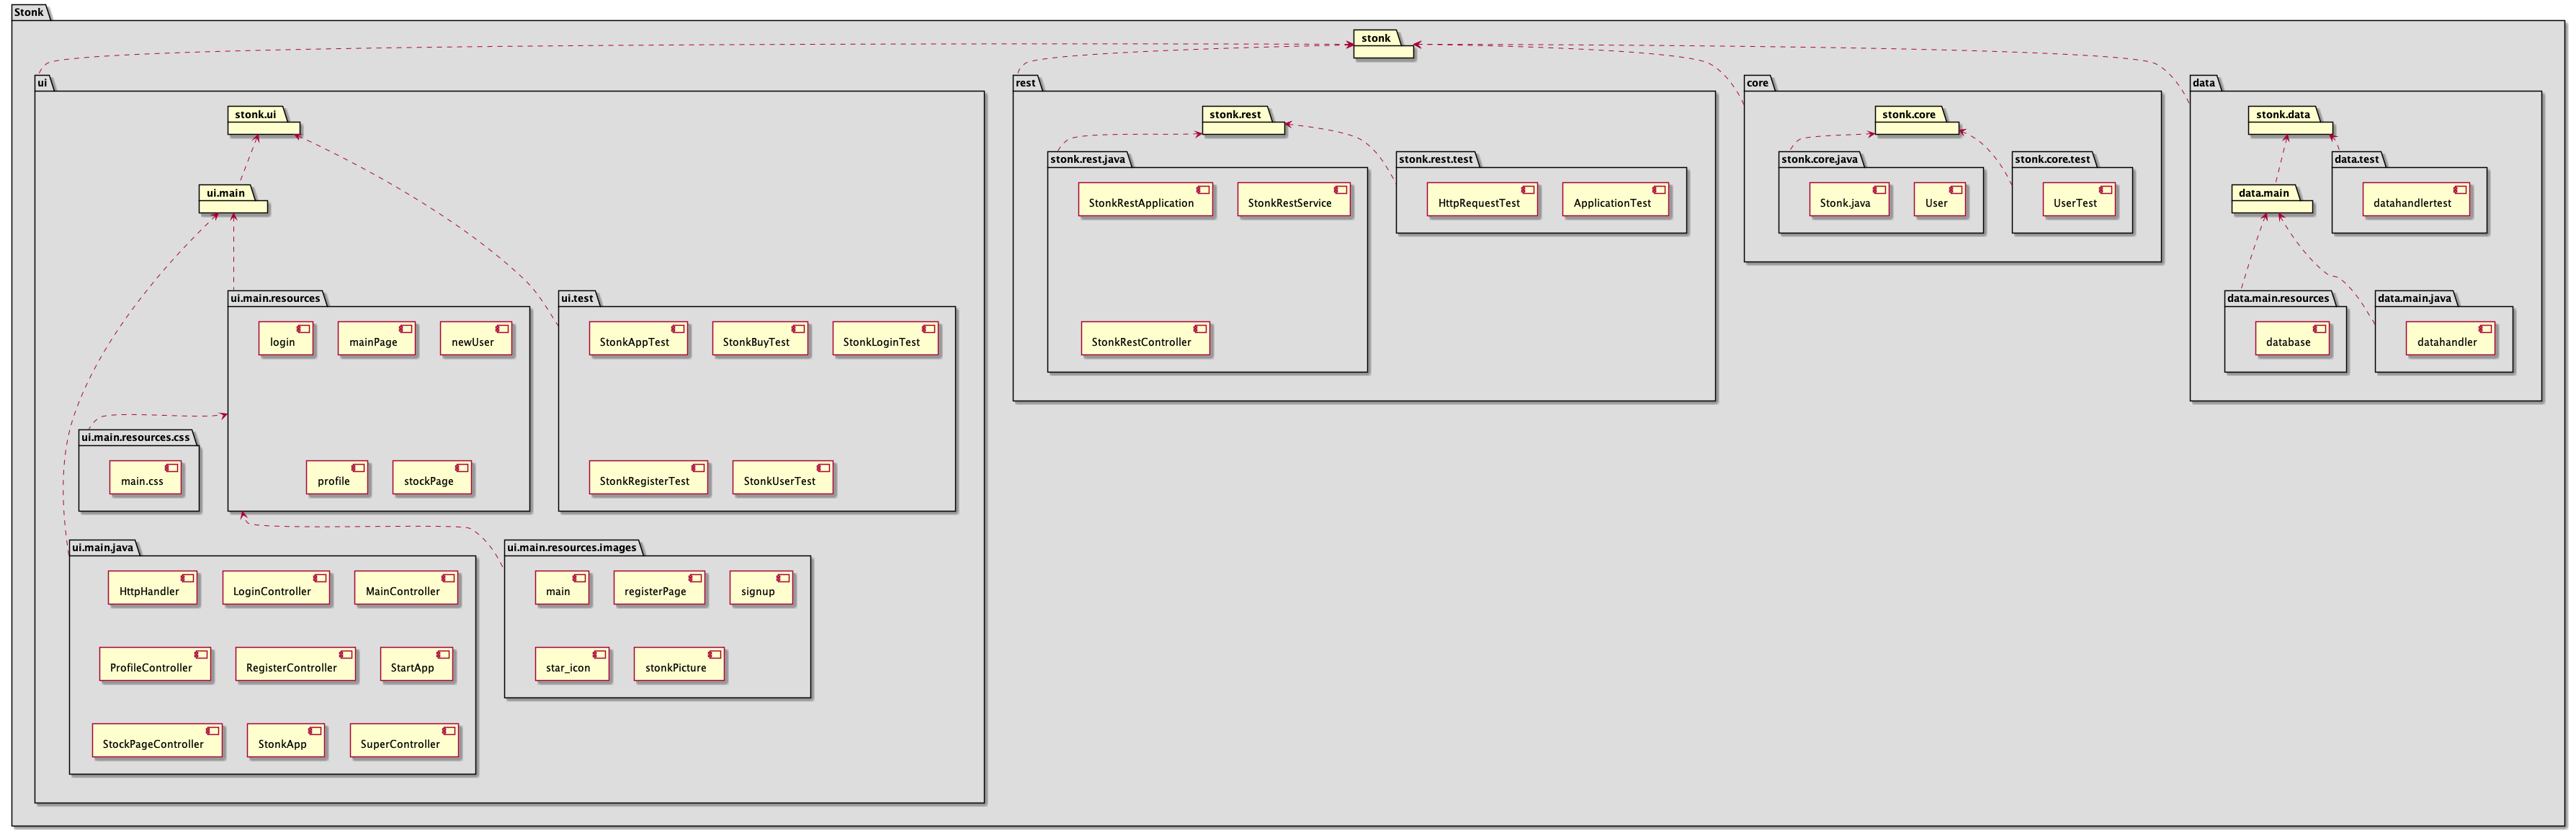 Stonk
stonk
ui
stonk.ui
ui.main
ui.main.resources
login
mainPage
newUser
profile
stockPage
ui.test
StonkAppTest
StonkBuyTest
StonkLoginTest
StonkRegisterTest
StonkUserTest
ui.main.resources.css
main.css
ui.main.java
HttpHandler
LoginController
MainController
ProfileController
RegisterController
StartApp
StockPageController
StonkApp
SuperController
ui.main.resources.images
main
registerPage
signup
star_icon
stonkPicture
rest
stonk.rest
stonk.rest.java
StonkRestApplication
StonkRestService
StonkRestController
stonk.rest.test
HttpRequestTest
ApplicationTest
core
stonk.core
stonk.core.java
Stonk.java
User
stonk.core.test
UserTest
data
stonk.data
data.main
data.test
datahandlertest
data.main.resources
database
data.main.java
datahandler